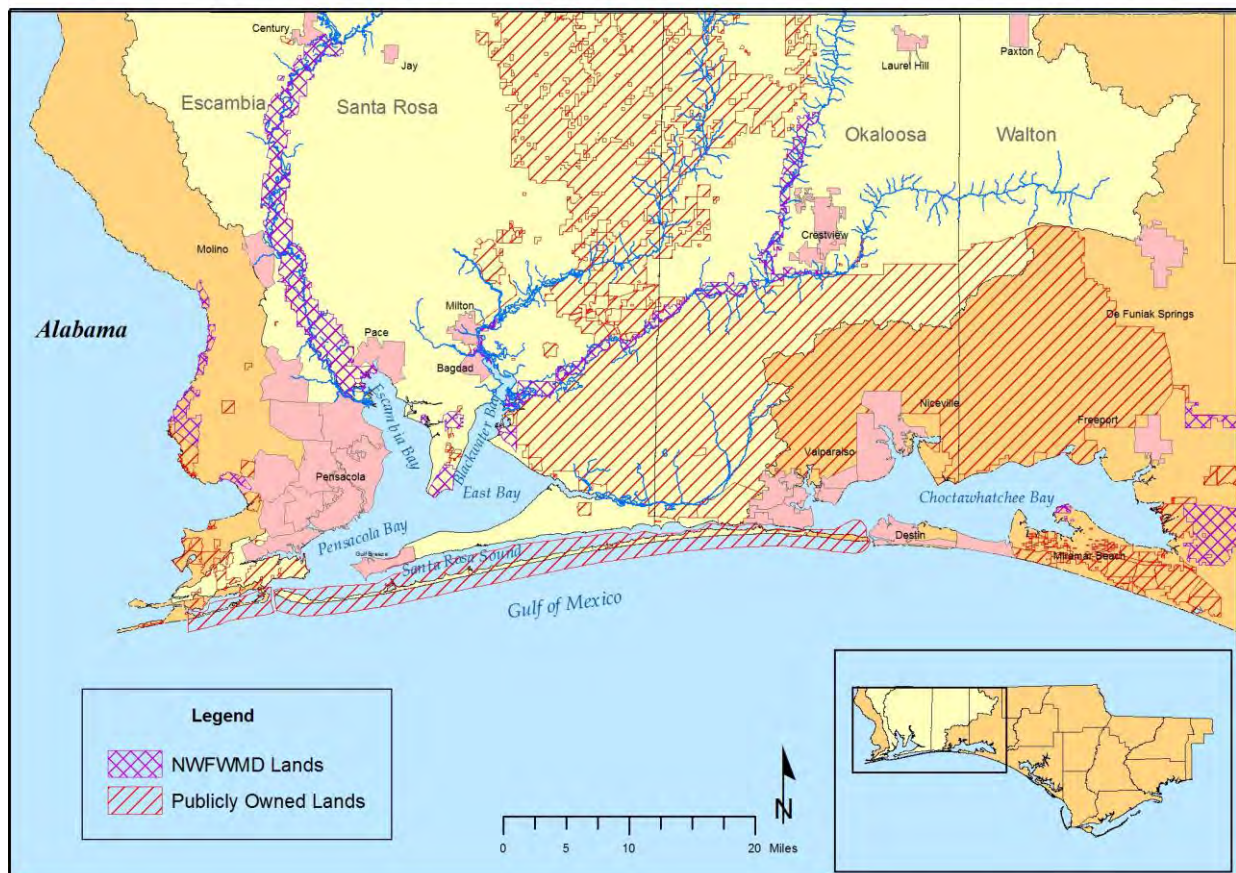 Century
Jay
Laurel Hill
Paxton
Escambia
Santa Rosa
Okaloosa
Walton
Molino
Crestview
Alabama
Milton
De Funiak Springs
Pace
Bagdad
Niceville
Freeport
Escambia Bay
Blackwater Bay
Valparaiso
Pensacola
East Bay
Choctawhatchee Bay
Pensacola Bay
Gulf Breeze
Destin
Santa Rosa Sound
Miramar Beach
Gulf of Mexico
Legend
NWFWMD Lands
Publicly Owned Lands
N
0 5 10 20 Miles